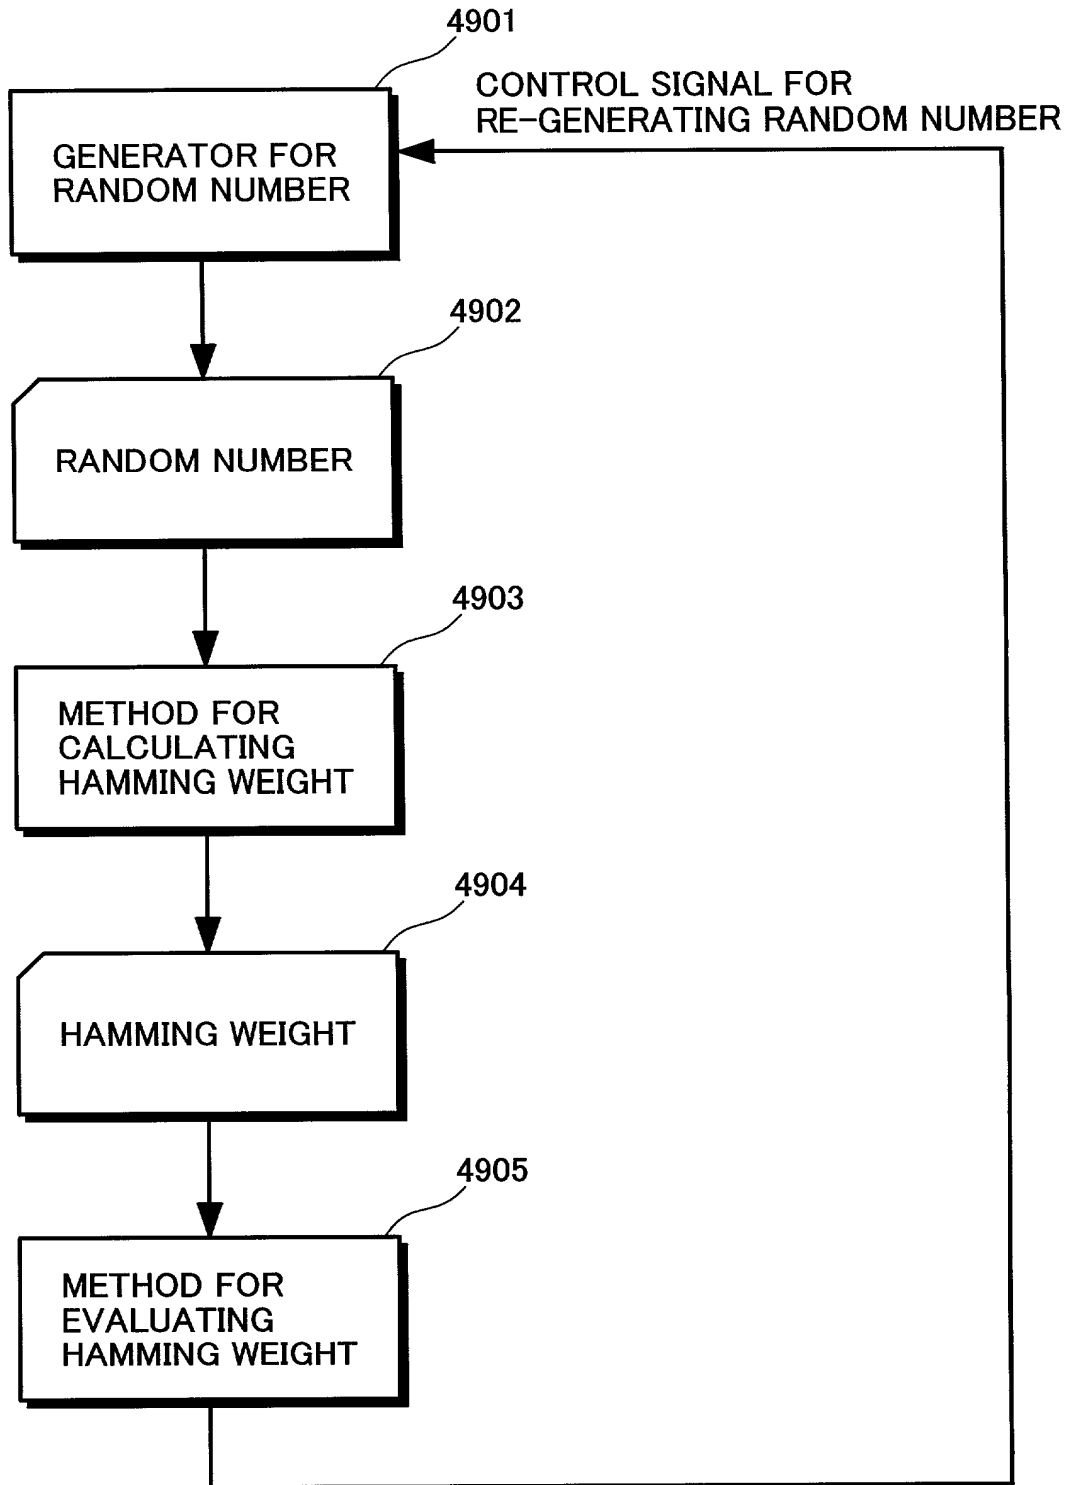 4901
CONTROL SIGNAL FOR
RE-GENERATING RANDOM NUMBER
GENERATOR FOR
RANDOM NUMBER
4902
RANDOM NUMBER
4903
METHOD FOR
CALCULATING
HAMMING WEIGHT
4904
HAMMING WEIGHT
4905
METHOD FOR
EVALUATING
HAMMING WEIGHT